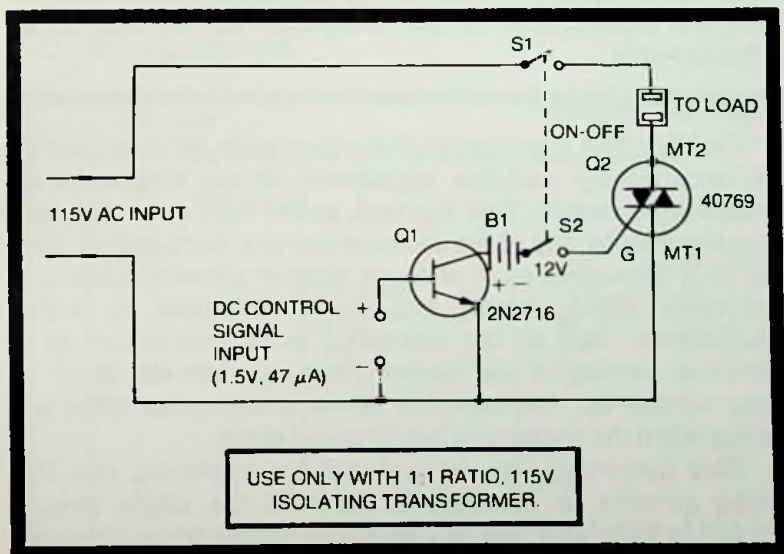 S1
TO LOAD
ON-OFF
Q2
MT2
40769
115V AC INPUT
Q1
B1
S2
G
MT1
12V
+ −
2N2716
DC CONTROL +
SIGNAL
INPUT
(1.5V, 47 μA) −
USE ONLY WITH 1:1 RATIO, 115V
ISOLATING TRANSFORMER.